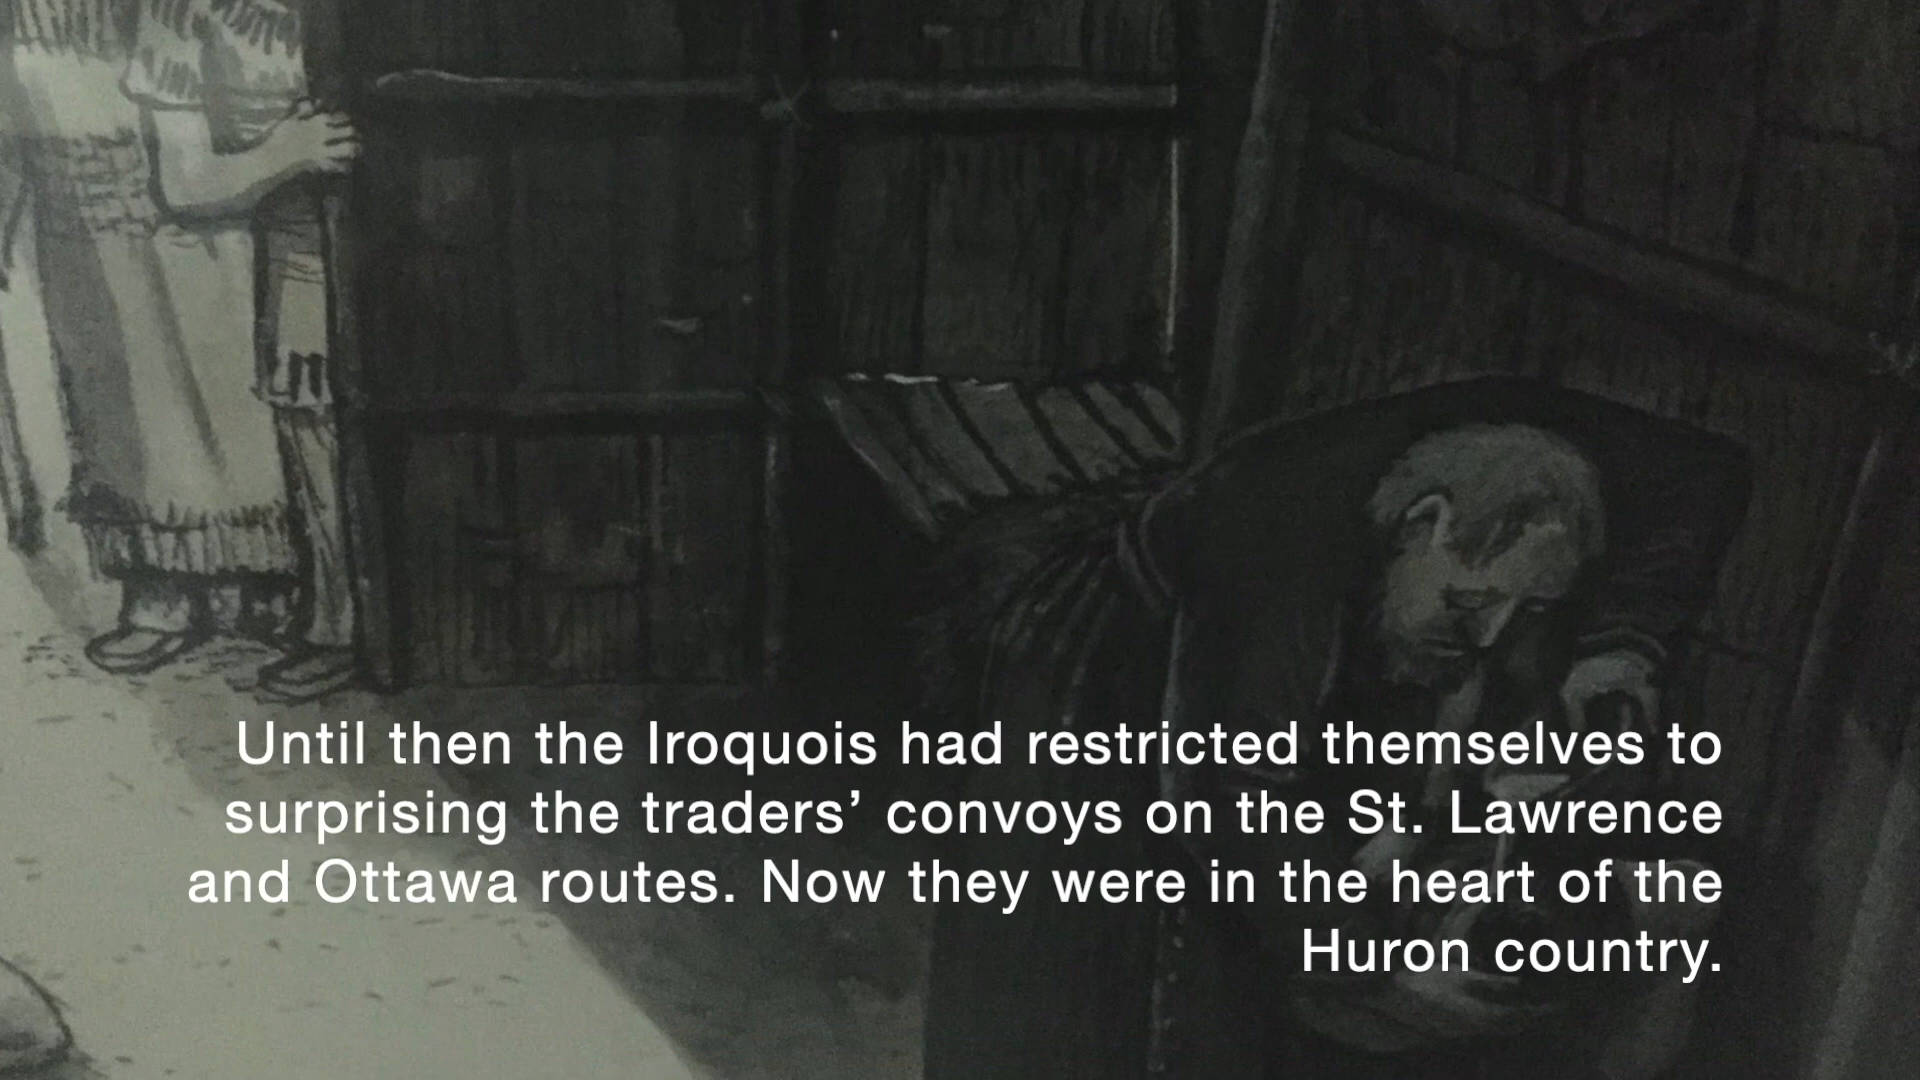 Until then the Iroquois had restricted themselves to
surprising the traders’ convoys on the St. Lawrence
and Ottawa routes. Now they were in the heart of the
Huron country.